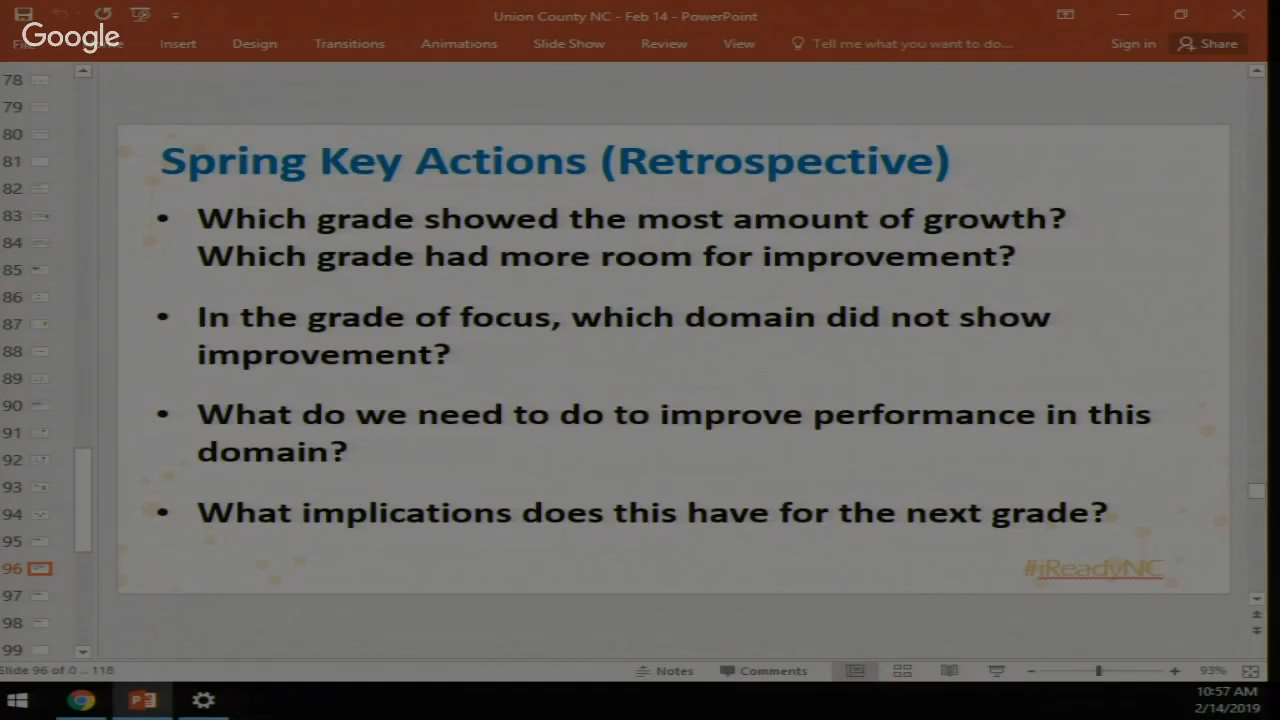 Union County NC - Feb 14 - PowerPoint
Google
Insert Design Transitions Animations Slide Show Review View Tell me what you want to do... Sign in Share
78
79
80
81
82
83
84
85
86
87
88
89
90
91
92
93
94
95
96
97
98
99
Spring Key Actions (Retrospective)
• Which grade showed the most amount of growth?
Which grade had more room for improvement?
• In the grade of focus, which domain did not show
improvement?
• What do we need to do to improve performance in this
domain?
• What implications does this have for the next grade?
#iReadyNC
Slide 96 of 0 .. 118 Notes Comments 93%
10:57 AM
2/14/2019